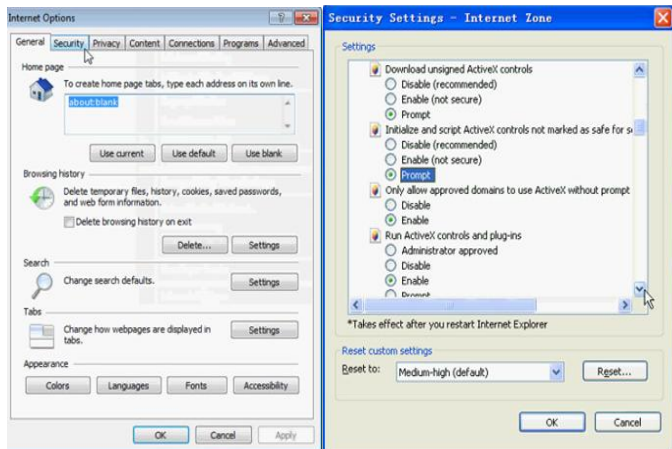 Internet Options
General Security Privacy Content Connections Programs Advanced
Home page
To create home page tabs, type each address on its own line.
about:blank
Use current Use default Use blank
Browsing history
Delete temporary files, history, cookies, saved passwords,
and web form information.
Delete browsing history on exit
Delete... Settings
Search
Change search defaults. Settings
Tabs
Change how webpages are displayed in
tabs.
Settings
Appearance
Colors Languages Fonts Accessibility
OK Cancel Apply
Security Settings - Internet Zone
Settings
Download unsigned ActiveX controls
Disable (recommended)
Enable (not secure)
Prompt
Initialize and script ActiveX controls not marked as safe for s
Disable (recommended)
Enable (not secure)
Prompt
Only allow approved domains to use ActiveX without prompt
Disable
Enable
Run ActiveX controls and plug-ins
Administrator approved
Disable
Enable
Prompt
*Takes effect after you restart Internet Explorer
Reset custom settings
Reset to: Medium-high (default) Reset...
OK Cancel